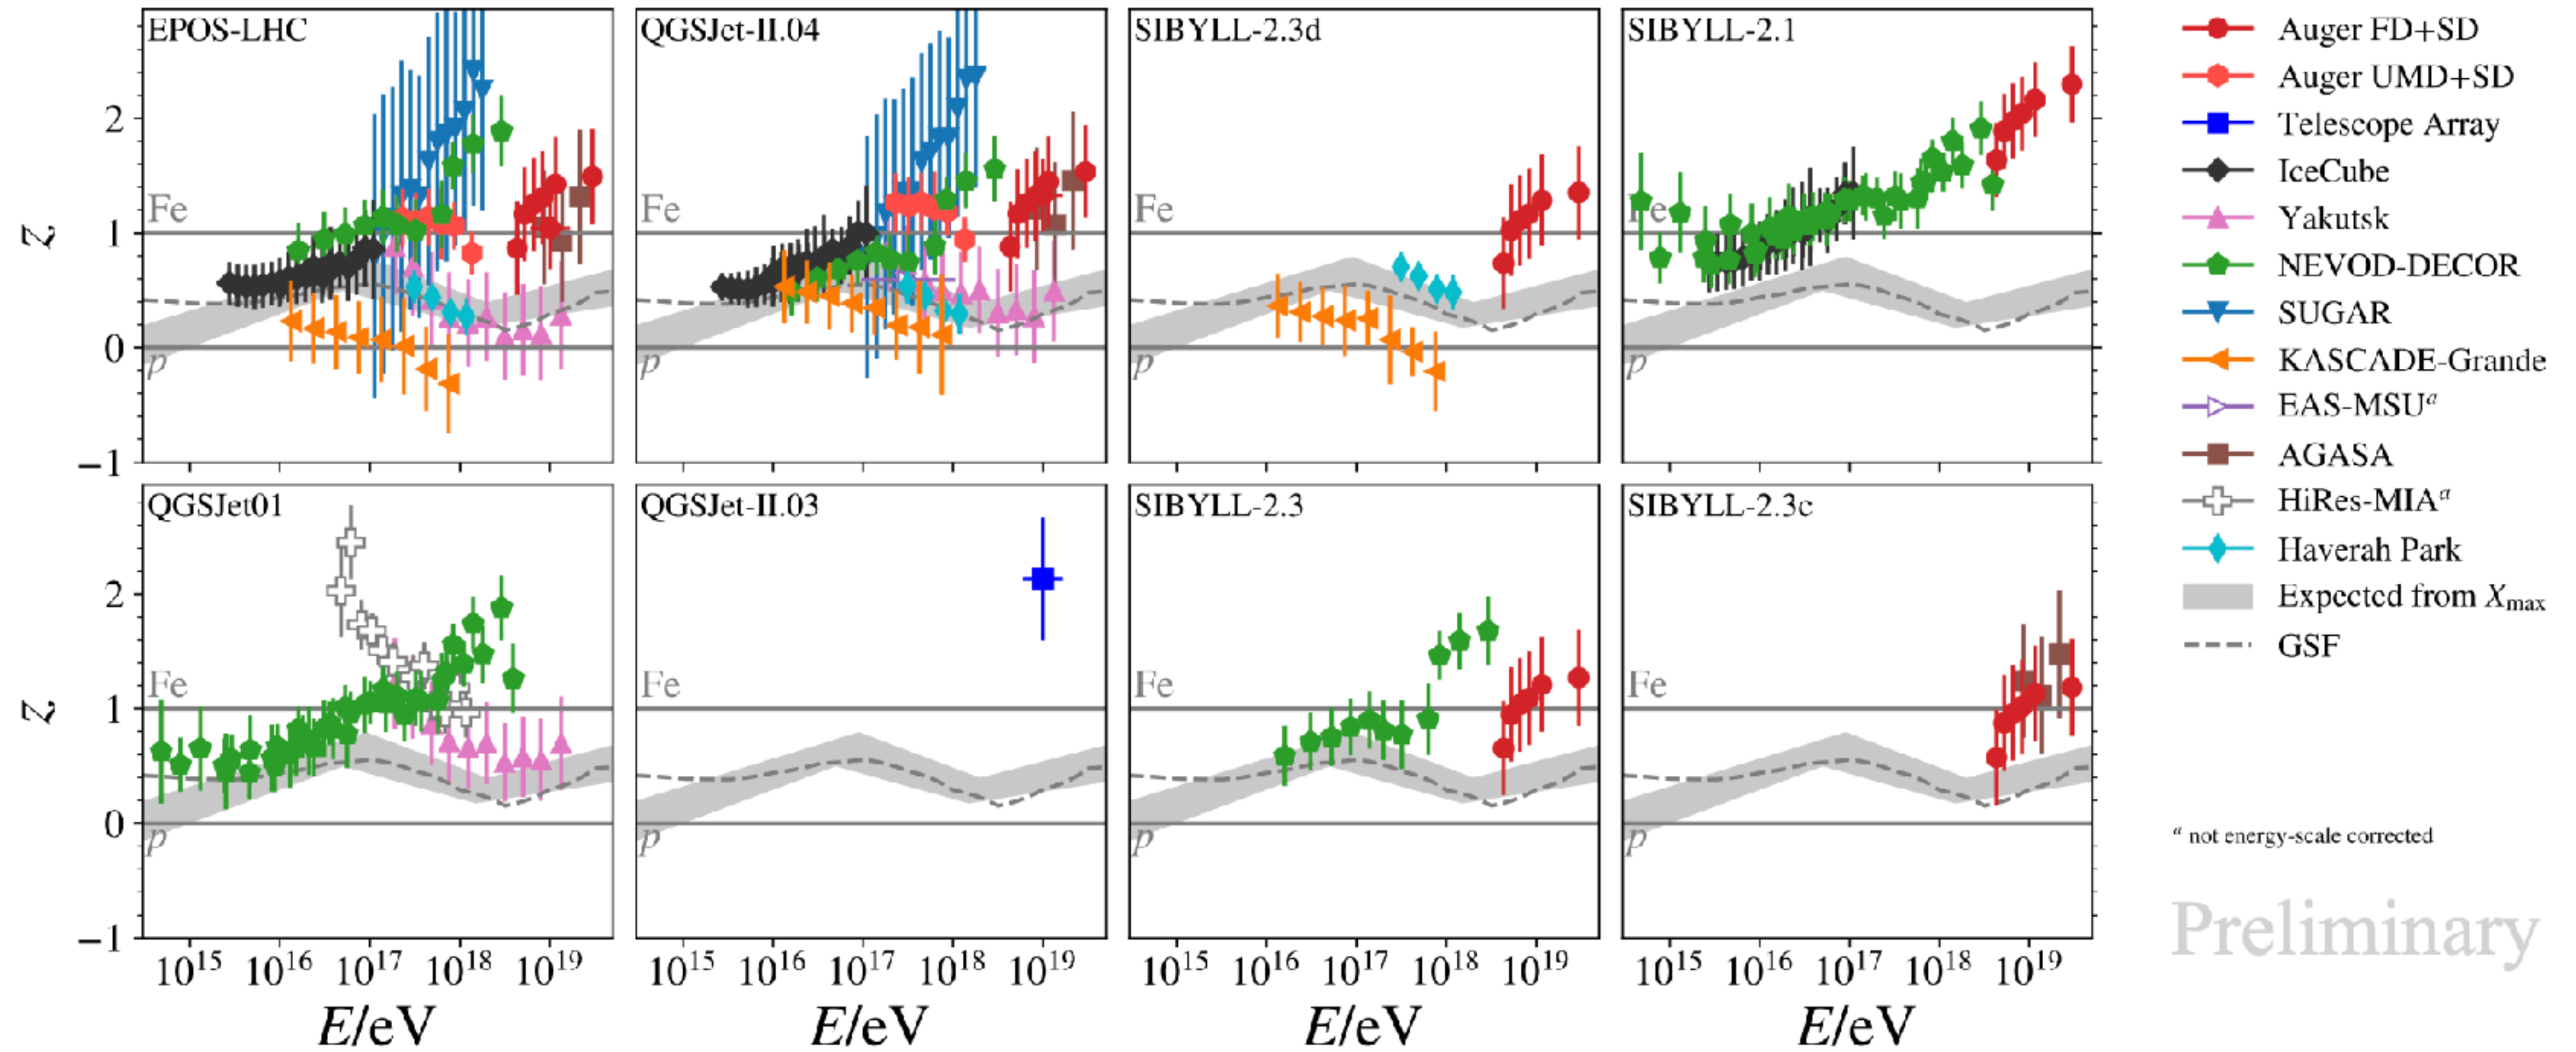 EPOS-LHC
QGSJet-II.04
SIBYLL-2.3d
SIBYLL-2.1
z
2
1
0
−1
Fe
p
Fe
p
Fe
p
Fe
p
QGSJet01
QGSJet-II.03
SIBYLL-2.3
SIBYLL-2.3c
z
2
1
0
−1
Fe
p
Fe
p
Fe
p
Fe
p
10¹⁵ 10¹⁶ 10¹⁷ 10¹⁸ 10¹⁹
10¹⁵ 10¹⁶ 10¹⁷ 10¹⁸ 10¹⁹
10¹⁵ 10¹⁶ 10¹⁷ 10¹⁸ 10¹⁹
10¹⁵ 10¹⁶ 10¹⁷ 10¹⁸ 10¹⁹
E/eV
E/eV
E/eV
E/eV
Auger FD+SD
Auger UMD+SD
Telescope Array
IceCube
Yakutsk
NEVOD-DECOR
SUGAR
KASCADE-Grande
EAS-MSUᵃ
AGASA
HiRes-MIAᵃ
Haverah Park
Expected from Xmax
GSF
ᵃ not energy-scale corrected
Preliminary